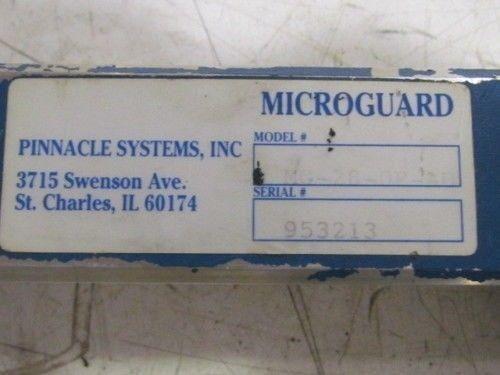 MICROGUARD
PINNACLE SYSTEMS, INC
3715 Swenson Ave.
St. Charles, IL 60174
MODEL #
SERIAL #
953213